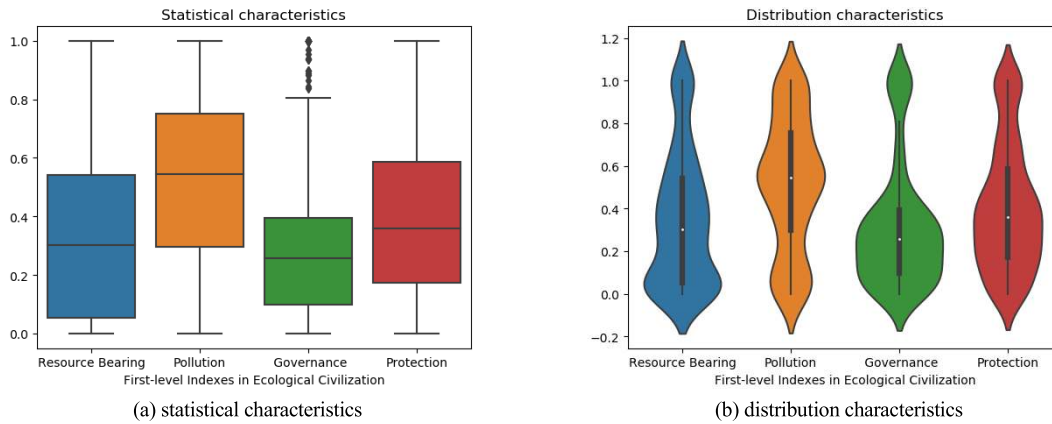 Statistical characteristics
1.0
0.8
0.6
0.4
0.2
0.0
Resource Bearing Pollution Governance Protection
First-level Indexes in Ecological Civilization
(a) statistical characteristics
Distribution characteristics
1.2
1.0
0.8
0.6
0.4
0.2
0.0
−0.2
Resource Bearing Pollution Governance Protection
First-level Indexes in Ecological Civilization
(b) distribution characteristics